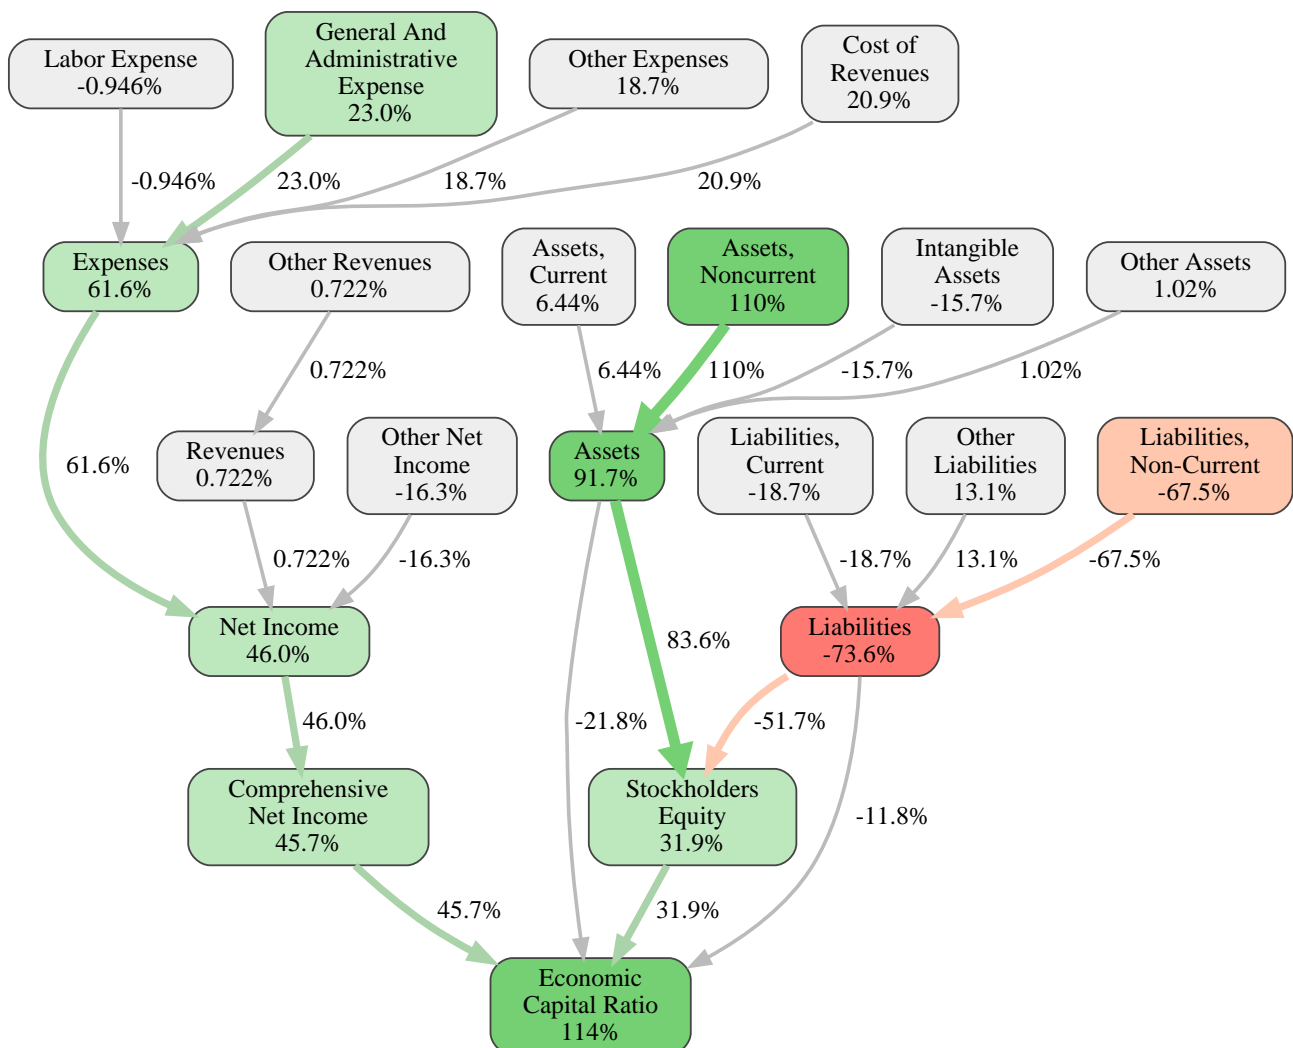 Labor Expense
-0.946%
General And
Administrative
Expense
23.0%
Other Expenses
18.7%
Cost of
Revenues
20.9%
-0.946%
23.0%
18.7%
20.9%
Expenses
61.6%
Other Revenues
0.722%
Assets,
Current
6.44%
Assets,
Noncurrent
110%
Intangible
Assets
-15.7%
Other Assets
1.02%
0.722%
6.44%
110%
-15.7%
1.02%
61.6%
Revenues
0.722%
Other Net
Income
-16.3%
Assets
91.7%
Liabilities,
Current
-18.7%
Other
Liabilities
13.1%
Liabilities,
Non-Current
-67.5%
0.722%
-16.3%
-18.7%
13.1%
-67.5%
Net Income
46.0%
83.6%
Liabilities
-73.6%
46.0%
-21.8%
-51.7%
Comprehensive
Net Income
45.7%
Stockholders
Equity
31.9%
-11.8%
45.7%
31.9%
Economic
Capital Ratio
114%